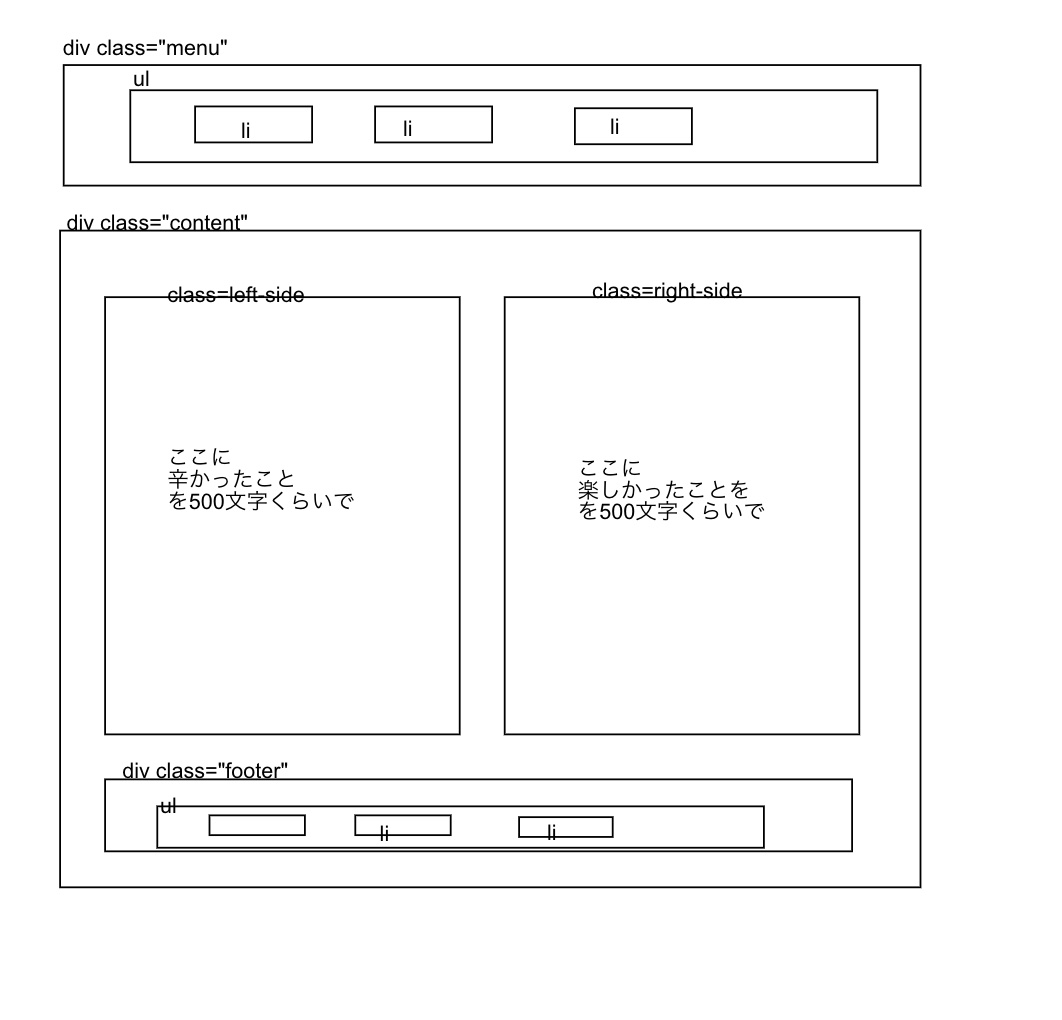 div class="menu"
ul
li
li
li
div class="content"
class=left-side
class=right-side
ここに
辛かったこと
を500文字くらいで
ここに
楽しかったことを
を500文字くらいで
div class="footer"
ul
li
li